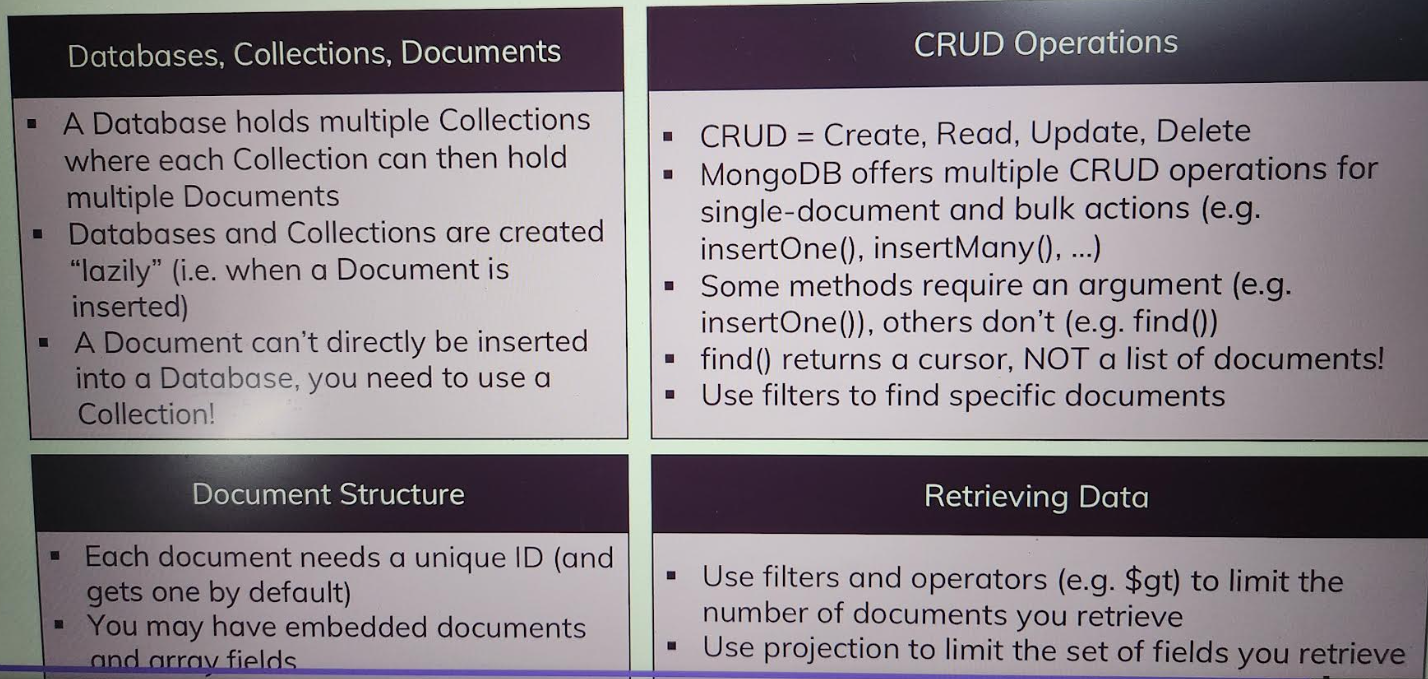 Databases, Collections, Documents
▪ A Database holds multiple Collections
where each Collection can then hold
multiple Documents
▪ Databases and Collections are created
“lazily” (i.e. when a Document is
inserted)
▪ A Document can’t directly be inserted
into a Database, you need to use a
Collection!
CRUD Operations
▪ CRUD = Create, Read, Update, Delete
▪ MongoDB offers multiple CRUD operations for
single-document and bulk actions (e.g.
insertOne(), insertMany(), ...)
▪ Some methods require an argument (e.g.
insertOne()), others don’t (e.g. find())
▪ find() returns a cursor, NOT a list of documents!
▪ Use filters to find specific documents
Document Structure
▪ Each document needs a unique ID (and
gets one by default)
▪ You may have embedded documents
and array fields
Retrieving Data
▪ Use filters and operators (e.g. $gt) to limit the
number of documents you retrieve
▪ Use projection to limit the set of fields you retrieve